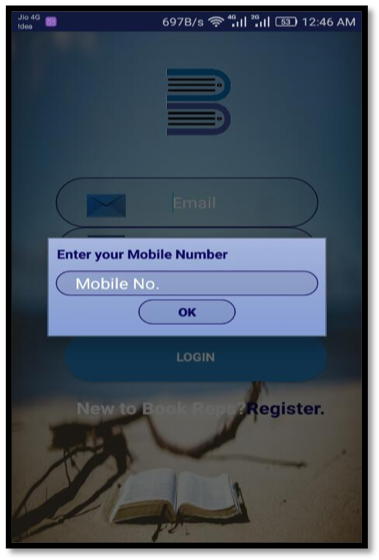 Jio 4G
Idea
697B/s 4G 2G 53 12:46 AM
Email
Enter your Mobile Number
Mobile No.
OK
LOGIN
New to Book Reps?Register.